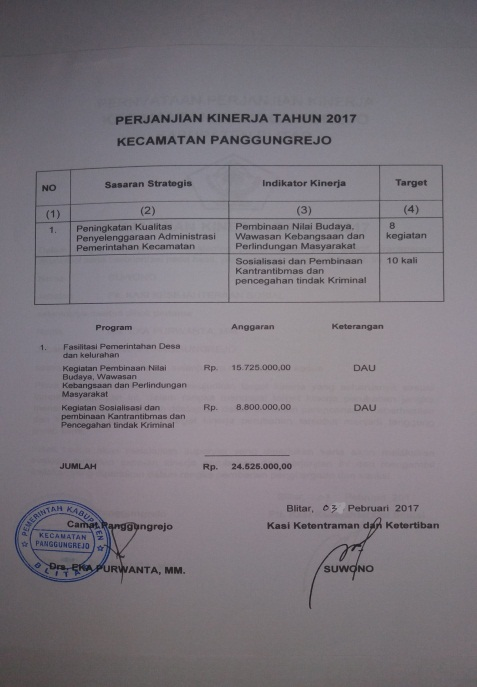 PERJANJIAN KINERJA TAHUN 2017
KECAMATAN PANGGUNGREJO
NO Sasaran Strategis Indikator Kinerja Target
(1) (2) (3) (4)
1. Peningkatan Kualitas Penyelenggaraan Administrasi Pemerintahan Kecamatan
Pembinaan Nilai Budaya, Wawasan Kebangsaan dan Perlindungan Masyarakat
8 kegiatan
Sosialisasi dan Pembinaan Kantrantibmas dan pencegahan tindak Kriminal
10 kali
Program Anggaran Keterangan
1. Fasilitasi Pemerintahan Desa
dan kelurahan
Kegiatan Pembinaan Nilai Rp. 15.725.000,00 DAU
Budaya, Wawasan
Kebangsaan dan Perlindungan
Masyarakat
Kegiatan Sosialisasi dan Rp. 8.800.000,00 DAU
pembinaan Kantrantibmas dan
Pencegahan tindak Kriminal
JUMLAH Rp. 24.525.000,00
Blitar, 03 Pebruari 2017
Camat Panggungrejo
Kasi Ketentraman dan Ketertiban
PEMERINTAH KABUPATEN
KECAMATAN
PANGGUNGREJO
BLITAR
Drs. EKA PURWANTA, MM.
SUWONO